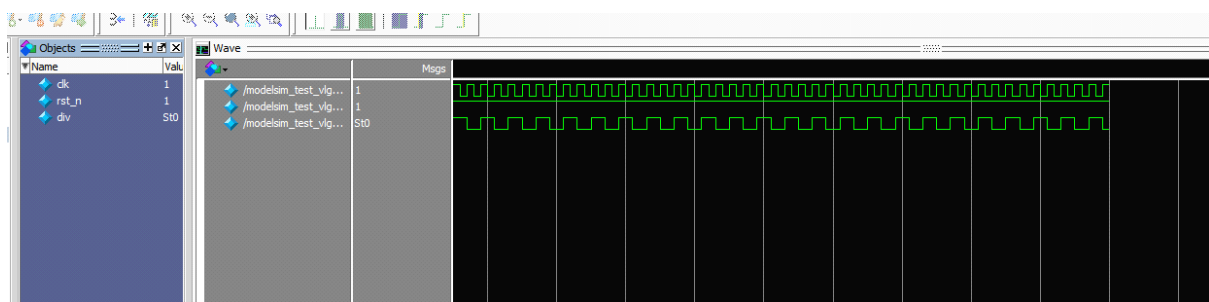 Objects
Wave
Name
Valu
Msgs
clk
1
rst_n
1
div
St0
/modelsim_test_vlg...
1
/modelsim_test_vlg...
1
/modelsim_test_vlg...
St0